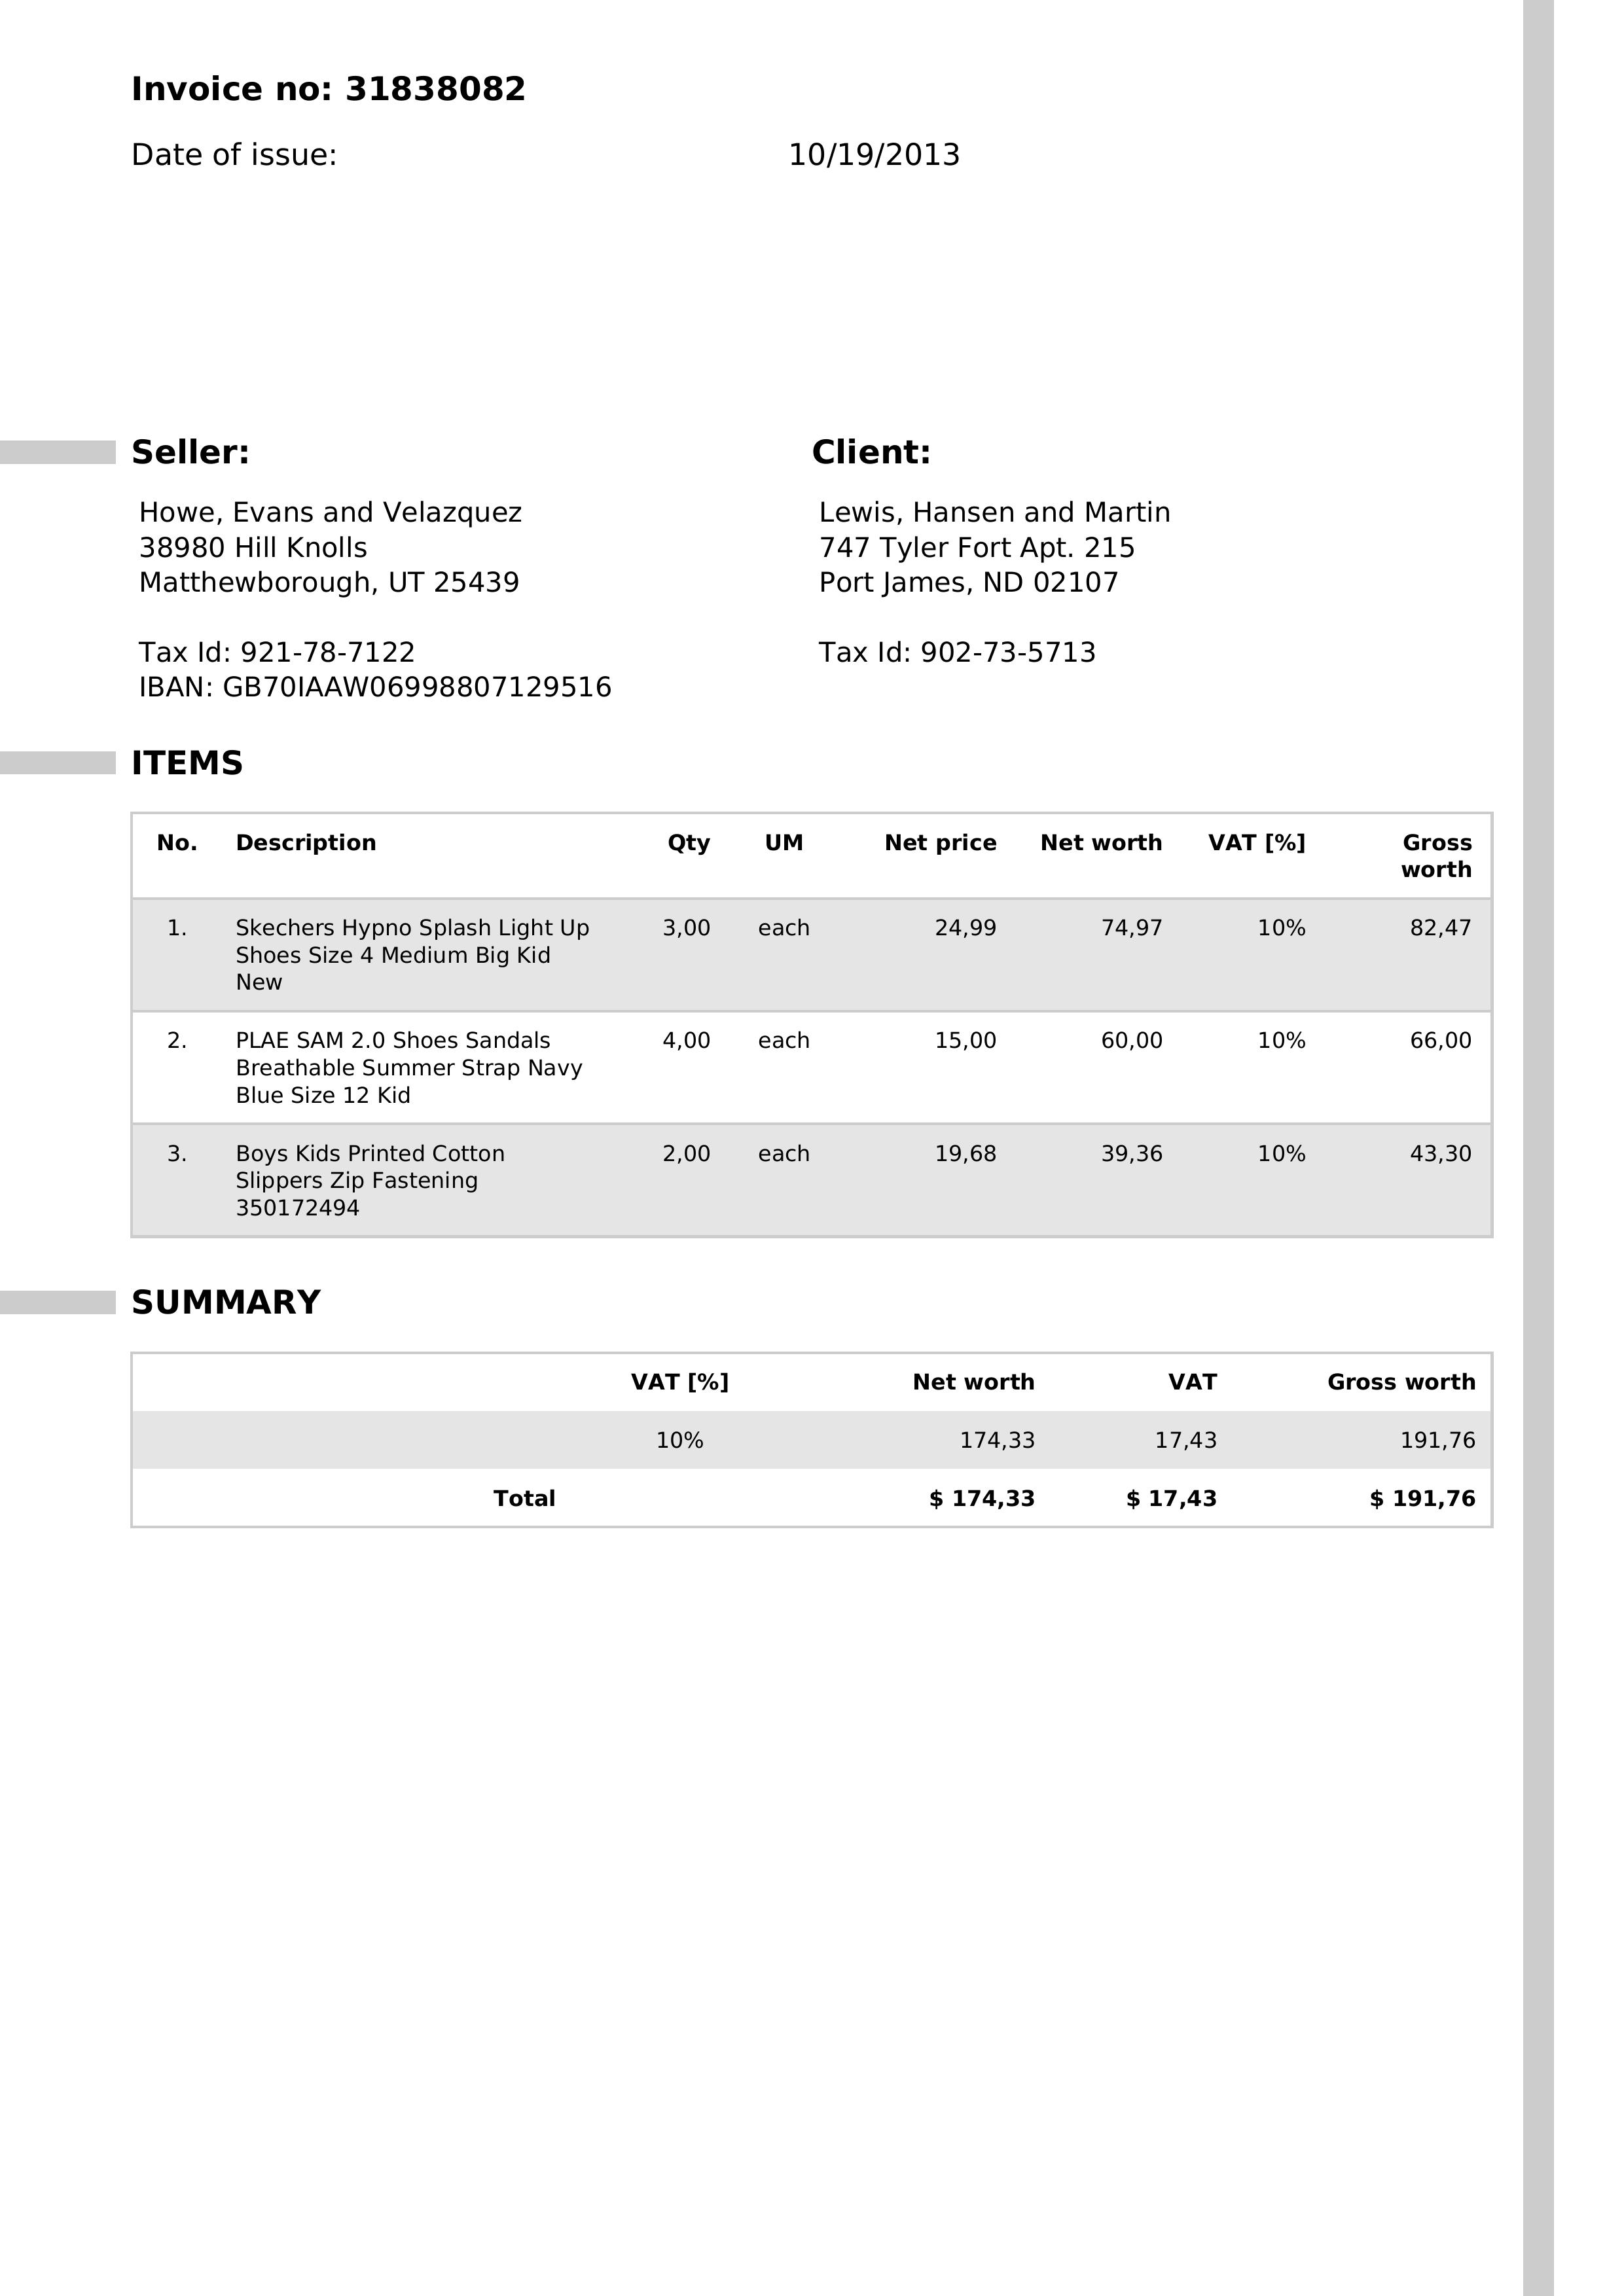 Invoice no: 31838082
Date of issue: 10/19/2013
Seller:
Howe, Evans and Velazquez
38980 Hill Knolls
Matthewborough, UT 25439
Tax Id: 921-78-7122
IBAN: GB70IAAW06998807129516
Client:
Lewis, Hansen and Martin
747 Tyler Fort Apt. 215
Port James, ND 02107
Tax Id: 902-73-5713
ITEMS
No. Description Qty UM Net price Net worth VAT [%] Gross
worth
1. Skechers Hypno Splash Light Up 3,00 each 24,99 74,97 10% 82,47
Shoes Size 4 Medium Big Kid
New
2. PLAE SAM 2.0 Shoes Sandals 4,00 each 15,00 60,00 10% 66,00
Breathable Summer Strap Navy
Blue Size 12 Kid
3. Boys Kids Printed Cotton 2,00 each 19,68 39,36 10% 43,30
Slippers Zip Fastening
350172494
SUMMARY
VAT [%] Net worth VAT Gross worth
10% 174,33 17,43 191,76
Total $ 174,33 $ 17,43 $ 191,76